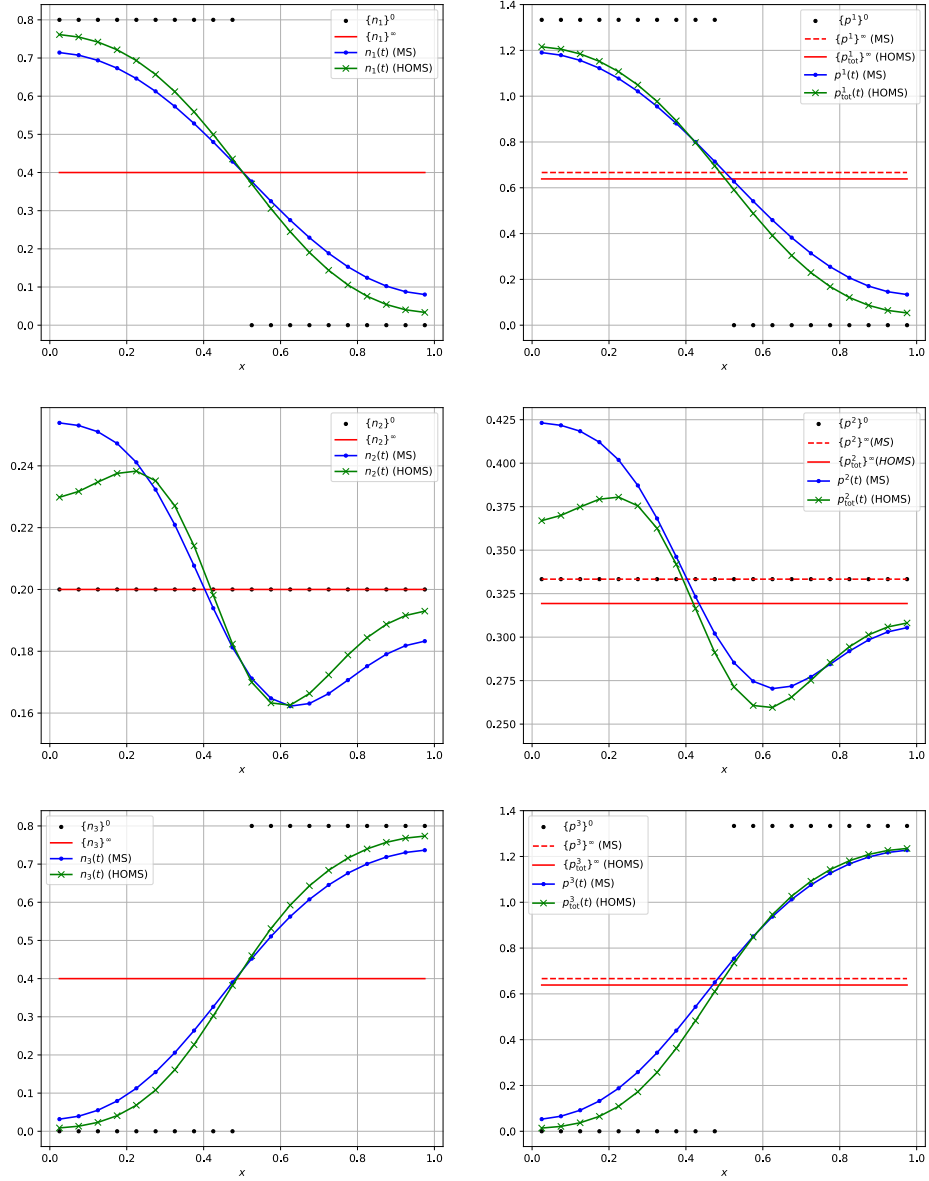 0.8
0.7
0.6
0.5
0.4
0.3
0.2
0.1
0.0
0.0 0.2 0.4 0.6 0.8 1.0
x
{n₁}⁰
{n₁}^∞
n₁(t) (MS)
n₁(t) (HOMS)
1.4
1.2
1.0
0.8
0.6
0.4
0.2
0.0
0.0 0.2 0.4 0.6 0.8 1.0
x
{p¹}⁰
{p¹}^∞ (MS)
{p¹_tot}^∞ (HOMS)
p¹(t) (MS)
p¹_tot(t) (HOMS)
0.24
0.22
0.20
0.18
0.16
0.0 0.2 0.4 0.6 0.8 1.0
x
{n₂}⁰
{n₂}^∞
n₂(t) (MS)
n₂(t) (HOMS)
0.425
0.400
0.375
0.350
0.325
0.300
0.275
0.250
0.0 0.2 0.4 0.6 0.8 1.0
x
{p²}⁰
{p²}^∞(MS)
{p²_tot}^∞(HOMS)
p²(t) (MS)
p²_tot(t) (HOMS)
0.8
0.7
0.6
0.5
0.4
0.3
0.2
0.1
0.0
0.0 0.2 0.4 0.6 0.8 1.0
x
{n₃}⁰
{n₃}^∞
n₃(t) (MS)
n₃(t) (HOMS)
1.4
1.2
1.0
0.8
0.6
0.4
0.2
0.0
0.0 0.2 0.4 0.6 0.8 1.0
x
{p³}⁰
{p³}^∞ (MS)
{p³_tot}^∞ (HOMS)
p³(t) (MS)
p³_tot(t) (HOMS)